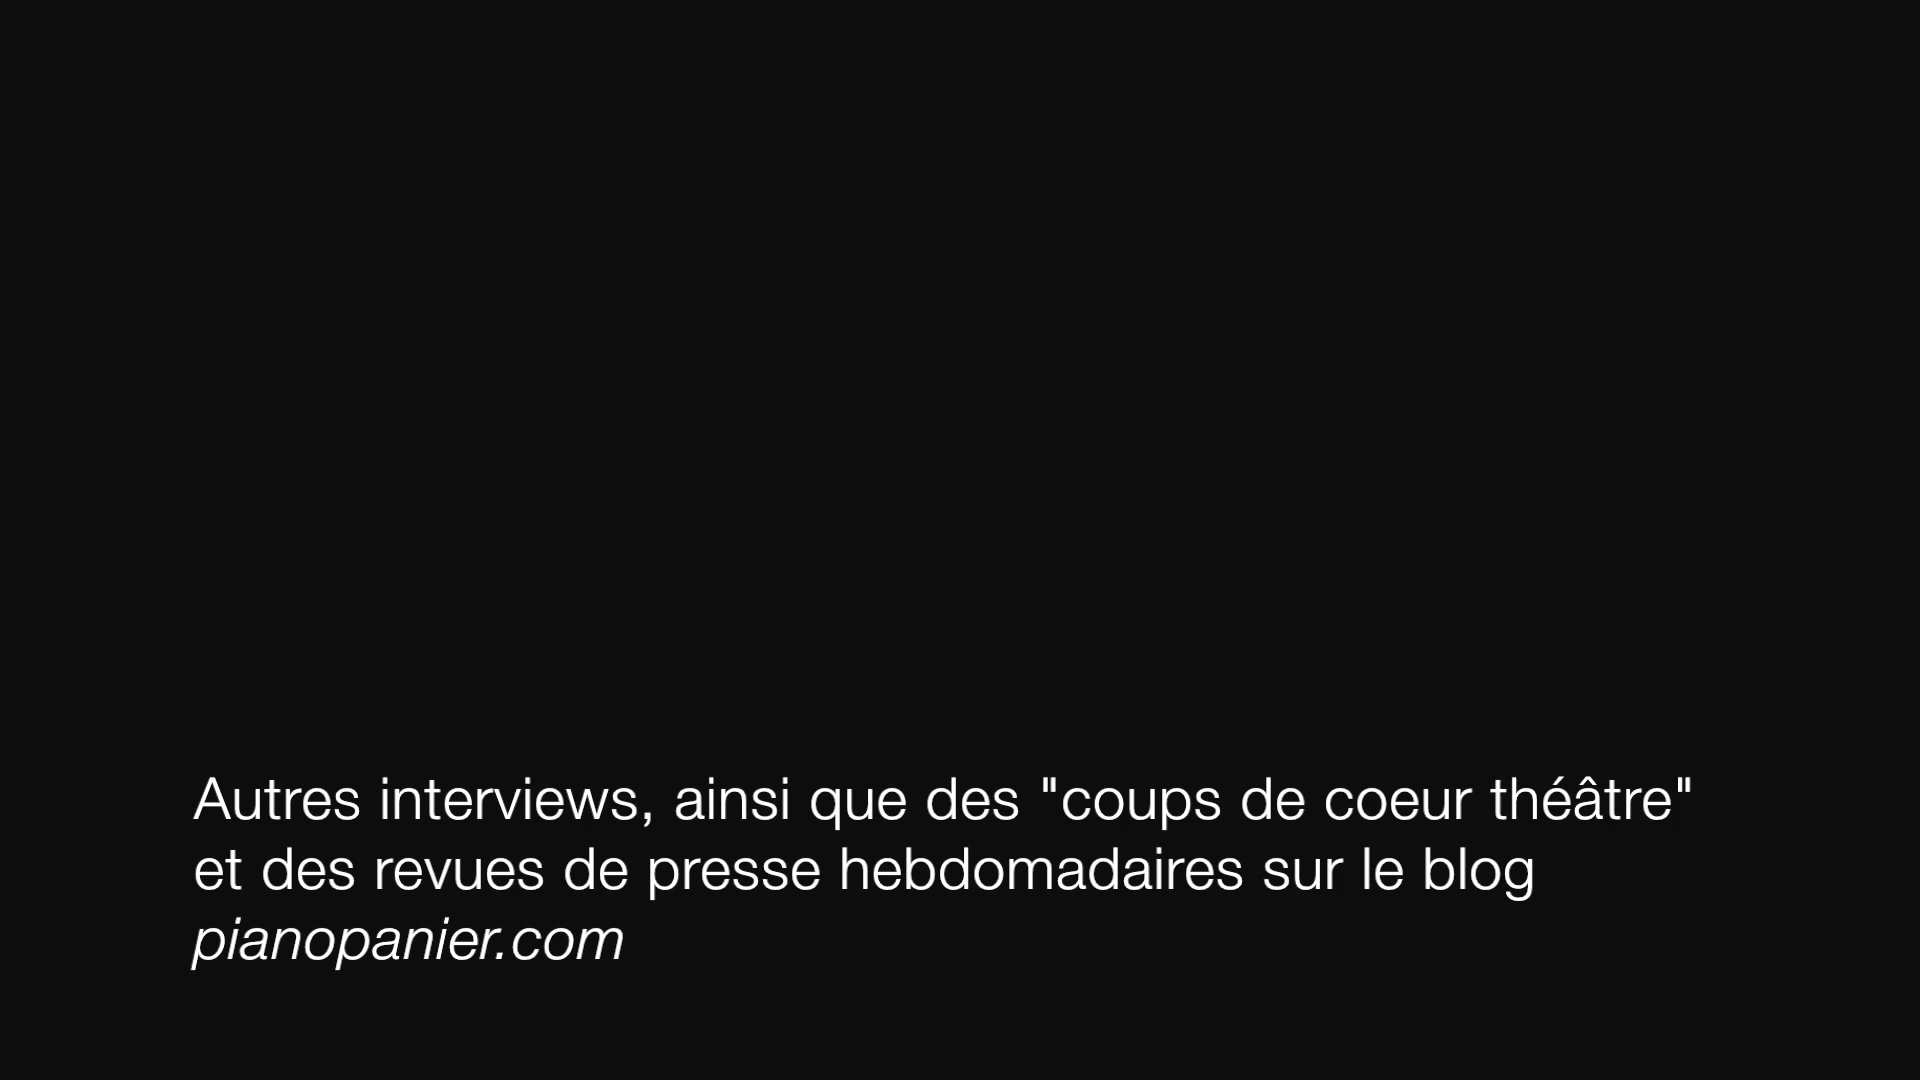 Autres interviews, ainsi que des "coups de coeur théâtre"
et des revues de presse hebdomadaires sur le blog
pianopanier.com